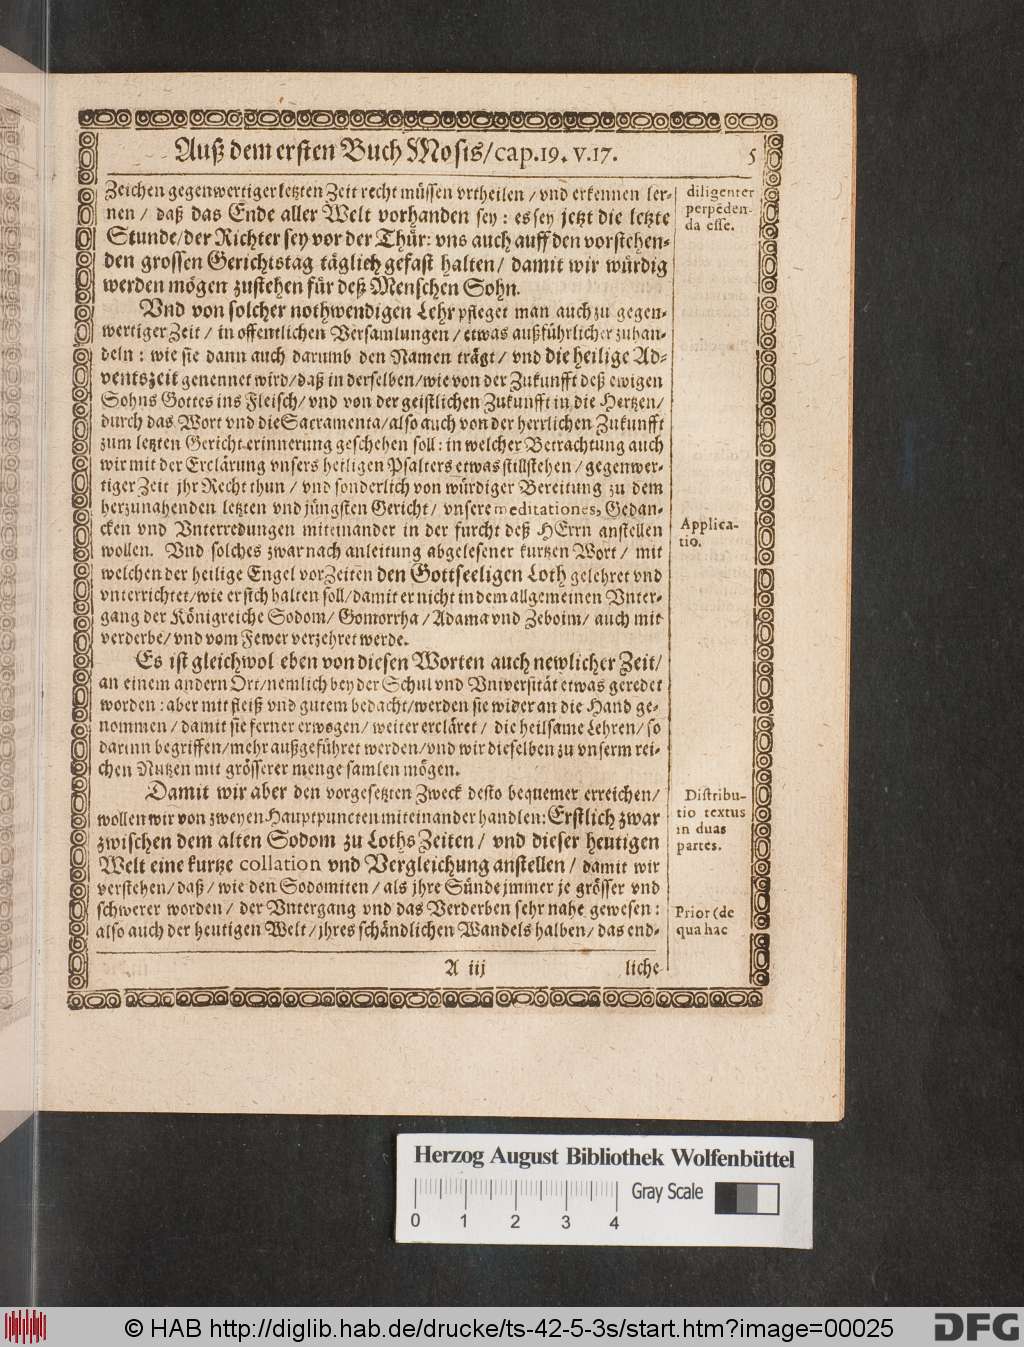 Auß dem ersten Buch Mosis/ cap. 19. v. 17. 5
Zeichen gegenwertiger letzten Zeit recht müssen vrtheilen / vnd erkennen ler-
nen / daß das Ende aller Welt vorhanden sey : es sey jetzt die letzte
Stunde/ der Richter sey vor der Thür: vns auch auff den vorstehen-
den grossen Gerichtstag täglich gefast halten / damit wir würdig
werden mögen zustehen für deß Menschen Sohn.
Vnd von solcher nothwendigen Lehr pfleget man auch zu gegen-
wertiger Zeit / in offentlichen Versamlungen / etwas außführlicher zuhan-
deln : wie sie dann auch darumb den Namen trägt / vnd die heilige Ad-
ventszeit genennet wird/ daß in derselben/ wie von der Zukunfft deß ewigen
Sohns Gottes ins Fleisch/ vnd von der geistlichen Zukunfft in die Hertzen/
durch das Wort vnd die Sacramenta/ also auch von der herrlichen Zukunfft
zum letzten Gericht erinnerung geschehen soll : in welcher Betrachtung auch
wir mit der Erclärung vnsers heiligen Psalters etwas stillstehen / gegenwer-
tiger Zeit jhr Recht thun / vnd sonderlich von würdiger Bereitung zu dem
herzunahenden letzten vnd jüngsten Gericht / vnsere meditationes, Gedan-
cken vnd Vnterredungen miteinander in der furcht deß HErrn anstellen
wollen. Vnd solches zwar nach anleitung abgelesener kurtzen Wort / mit
welchen der heilige Engel vor Zeiten den Gottseeligen Loth gelehret vnd
vnterrichtet/ wie er sich halten soll/ damit er nicht in dem allgemeinen Vnter-
gang der Königreiche Sodom/ Gomorrha / Adama vnd Zeboim/ auch mit
verderbe/ vnd vom Fewer verzehret werde.
Es ist gleichwol eben von diesen Worten auch newlicher Zeit/
an einem andern Ort/ nemlich bey der Schul vnd Vniversität etwas geredet
worden : aber mit fleiß vnd gutem bedacht/ werden sie wider an die Hand ge-
nommen / damit sie ferner erwogen/ weiter ercläret / die heilsame Lehren/ so
darinn begriffen/ mehr außgeführet werden/ vnd wir dieselben zu vnserm rei-
chen Nutzen mit grösserer menge samlen mögen.
Damit wir aber den vorgesetzten Zweck desto bequemer erreichen/
wollen wir von zweyen Hauptpuncten miteinander handlen: Erstlich zwar
zwischen dem alten Sodom zu Loths Zeiten / vnd dieser heutigen
Welt eine kurtze collation vnd Vergleichung anstellen / damit wir
verstehen/ daß / wie den Sodomiten / als jhre Sünde jmmer je grösser vnd
schwerer worden / der Vntergang vnd das Verderben sehr nahe gewesen :
also auch der heutigen Welt / jhres schändlichen Wandels halben/ das end-
A iij liche
diligenter
perpēden-
da esse.
Applica-
tio.
Distribu-
tio textus
in duas
partes.
Prior (de
qua hac
Herzog August Bibliothek Wolfenbüttel
Gray Scale
0 1 2 3 4
© HAB http://diglib.hab.de/drucke/ts-42-5-3s/start.htm?image=00025
DFG